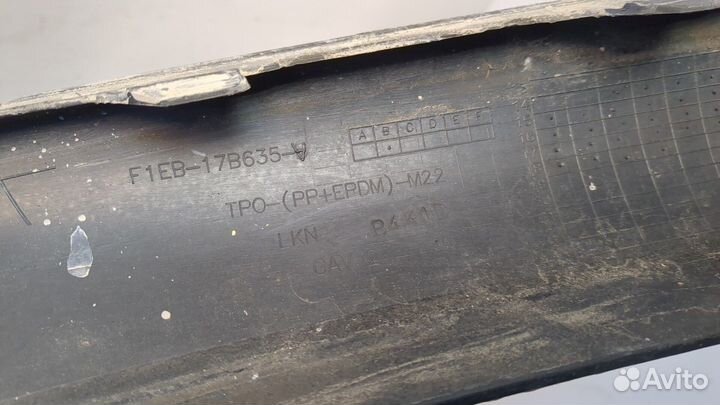 F1EB-17B635-
A B C D E F
TPO-(PP+EPDM)-M22
LKN
Avito